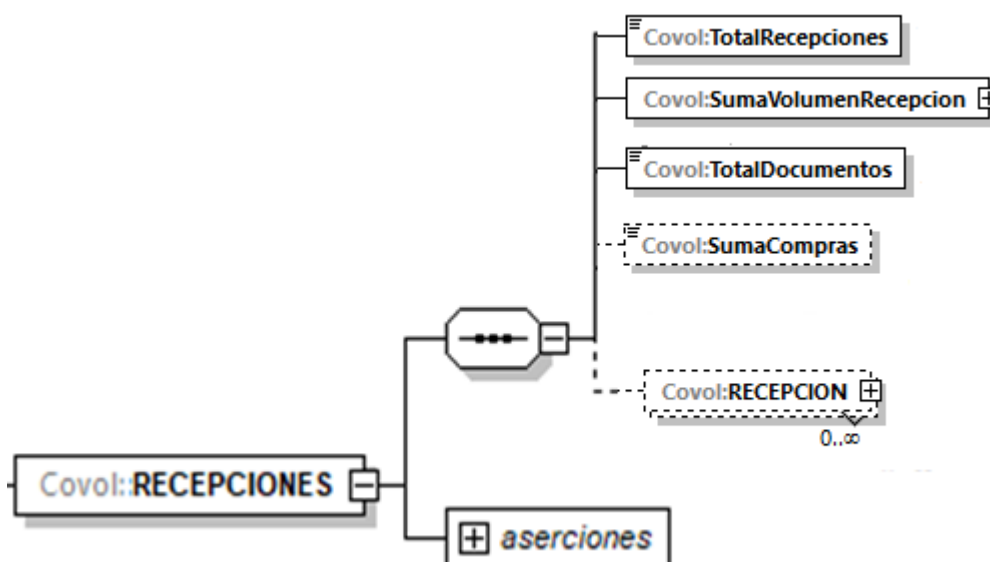 Covol:TotalRecepciones
Covol:SumaVolumenRecepcion
Covol:TotalDocumentos
Covol:SumaCompras
Covol:RECEPCION
0..∞
Covol::RECEPCIONES
aserciones